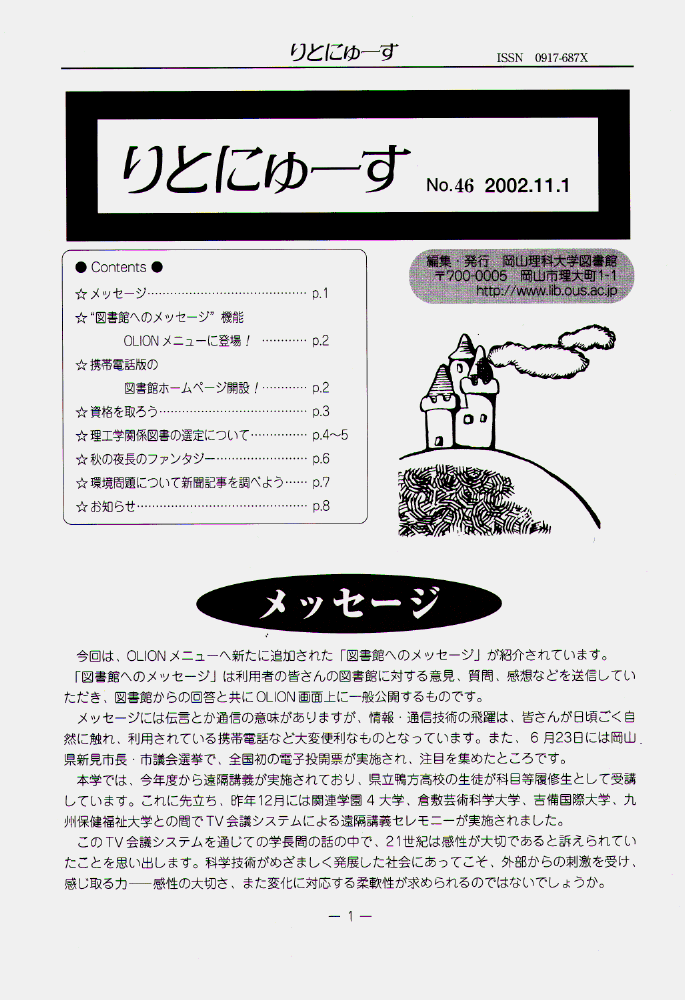 りとにゅーす
ISSN 0917-687X
りとにゅーす No.46 2002.11.1
● Contents ●
☆メッセージ………………………… p.1
☆“図書館へのメッセージ”機能
OLIONメニューに登場！ ………… p.2
☆携帯電話版の
図書館ホームページ開設！………… p.2
☆資格を取ろう………………………………… p.3
☆理工学関係図書の選定について…………… p.4～5
☆秋の夜長のファンタジー…………………… p.6
☆環境問題について新聞記事を調べよう…… p.7
☆お知らせ……………………………………… p.8
編集・発行 岡山理科大学図書館
〒700-0005 岡山市理大町1-1
http://www.lib.ous.ac.jp
メッセージ
今回は、OLIONメニューへ新たに追加された「図書館へのメッセージ」が紹介されています。
「図書館へのメッセージ」は利用者の皆さんの図書館に対する意見、質問、感想などを送信してい
ただき、図書館からの回答と共にOLION画面上に一般公開するものです。
メッセージには伝言とか通信の意味がありますが、情報・通信技術の飛躍は、皆さんが日頃ごく自
然に触れ、利用されている携帯電話など大変便利なものとなっています。また、6月23日には岡山
県新見市長・市議会選挙で、全国初の電子投開票が実施され、注目を集めたところです。
本学では、今年度から遠隔講義が実施されており、県立鴨方高校の生徒が科目等履修生として受講
しています。これに先立ち、昨年12月には関連学園4大学、倉敷芸術科学大学、吉備国際大学、九
州保健福祉大学との間でTV会議システムによる遠隔講義セレモニーが実施されました。
このTV会議システムを通じての学長間の話の中で、21世紀は感性が大切であると訴えられてい
たことを思い出します。科学技術がめざましく発展した社会にあってこそ、外部からの刺激を受け、
感じ取る力――感性の大切さ、また変化に対応する柔軟性が求められるのではないでしょうか。
― 1 ―